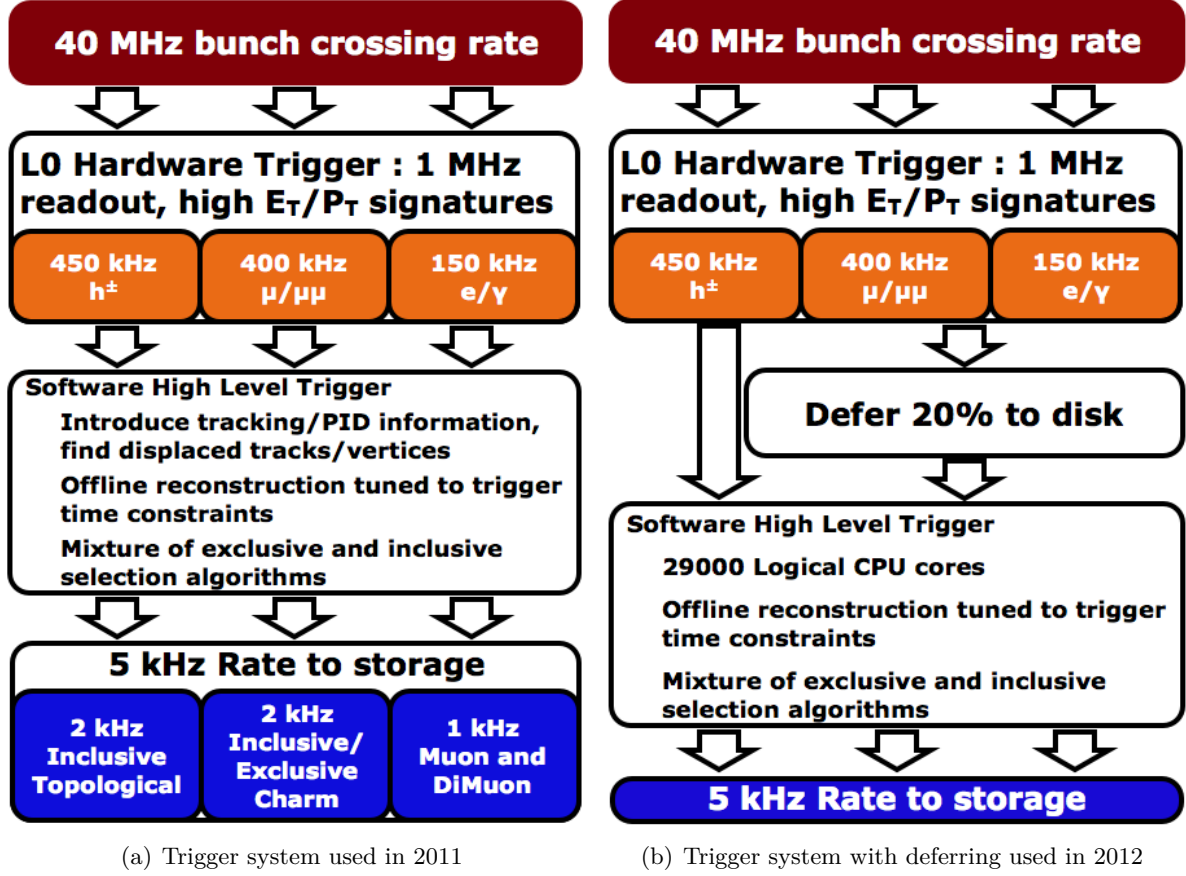 40 MHz bunch crossing rate
L0 Hardware Trigger : 1 MHz
readout, high E_T/P_T signatures
450 kHz
h±
400 kHz
μ/μμ
150 kHz
e/γ
Software High Level Trigger
Introduce tracking/PID information,
find displaced tracks/vertices
Offline reconstruction tuned to trigger
time constraints
Mixture of exclusive and inclusive
selection algorithms
5 kHz Rate to storage
2 kHz
Inclusive
Topological
2 kHz
Inclusive/
Exclusive
Charm
1 kHz
Muon and
DiMuon
(a) Trigger system used in 2011
40 MHz bunch crossing rate
L0 Hardware Trigger : 1 MHz
readout, high E_T/P_T signatures
450 kHz
h±
400 kHz
μ/μμ
150 kHz
e/γ
Defer 20% to disk
Software High Level Trigger
29000 Logical CPU cores
Offline reconstruction tuned to trigger
time constraints
Mixture of exclusive and inclusive
selection algorithms
5 kHz Rate to storage
(b) Trigger system with deferring used in 2012